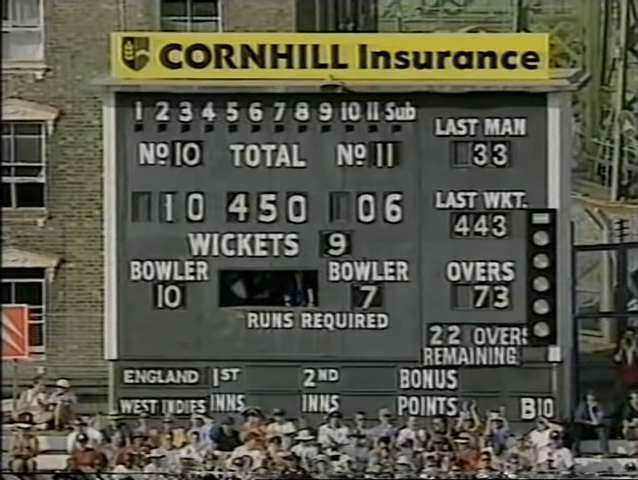 CORNHILL Insurance
1 2 3 4 5 6 7 8 9 10 11 Sub
LAST MAN
33
Nº 10 TOTAL Nº 11
10 450 06
LAST WKT.
443
WICKETS 9
BOWLER BOWLER OVERS
10 7 73
RUNS REQUIRED
22 OVERS
REMAINING
ENGLAND 1ST 2ND BONUS
WEST INDIES INNS INNS POINTS B10